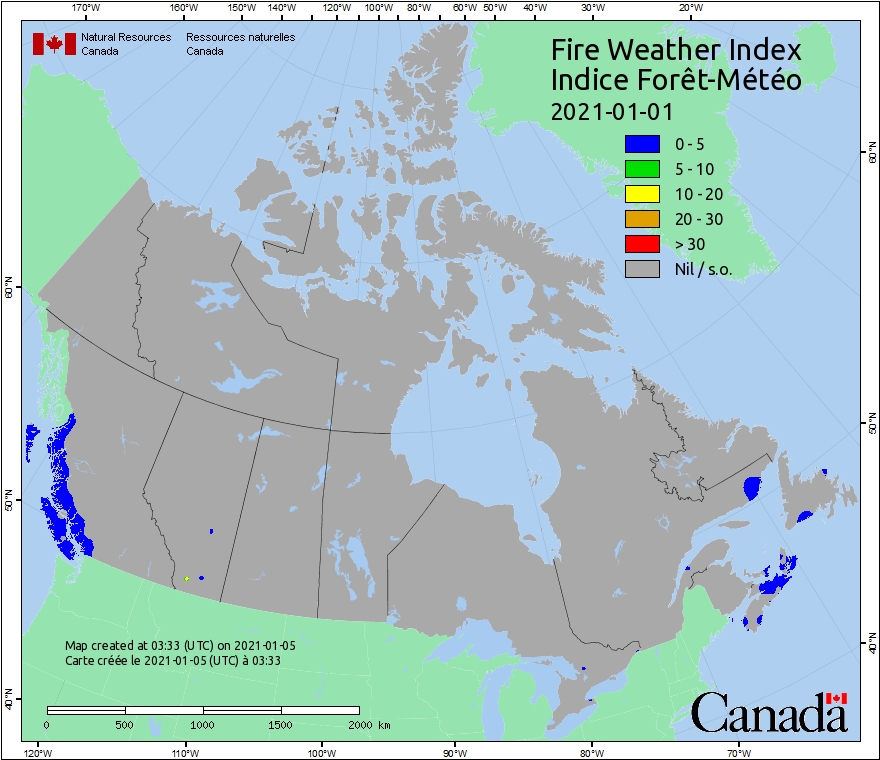 170°W 160°W 150°W 140°W 130°W 120°W 110°W 100°W 90°W 80°W 70°W 60°W 50°W 40°W 30°W 20°W
Natural Resources Canada
Ressources naturelles Canada
Fire Weather Index
Indice Forêt-Météo
2021-01-01
0 - 5
5 - 10
10 - 20
20 - 30
> 30
Nil / s.o.
60°N
50°N
40°N
60°N
50°N
40°N
Map created at 03:33 (UTC) on 2021-01-05
Carte créée le 2021-01-05 (UTC) à 03:33
0 500 1000 1500 2000 km
Canada
120°W 110°W 100°W 90°W 80°W 70°W